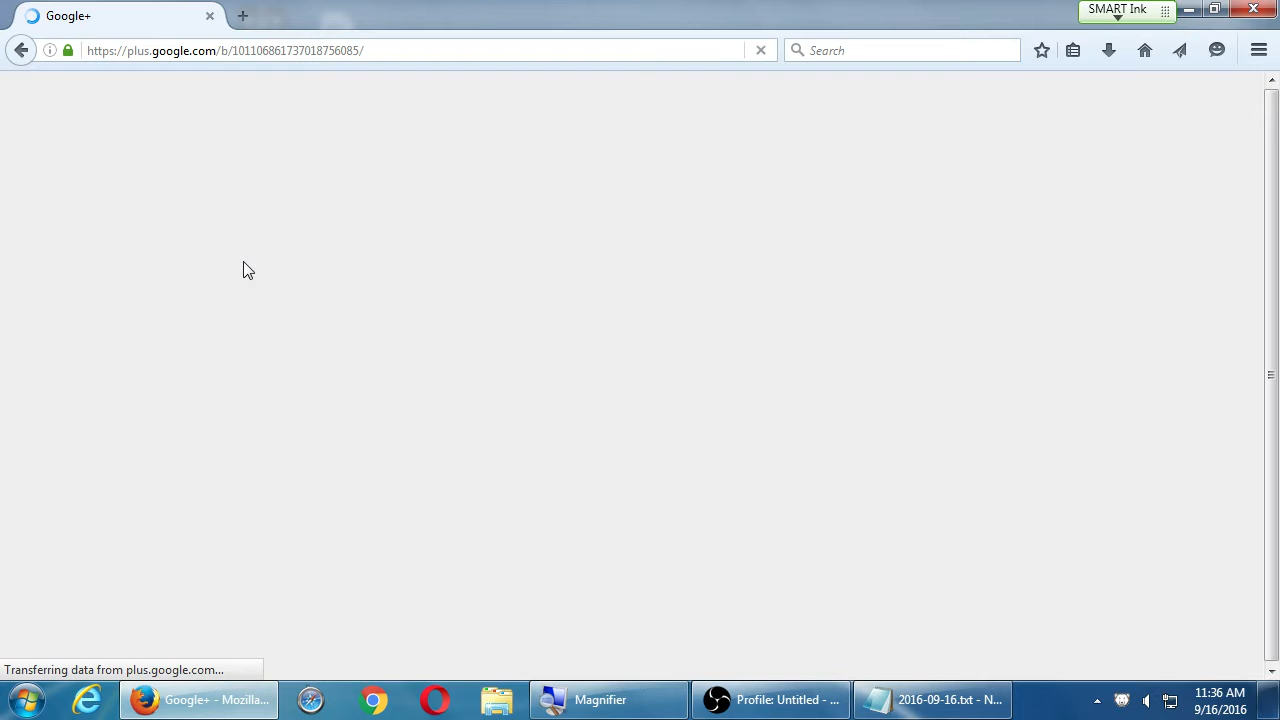 Google+
SMART Ink
https://plus.google.com/b/101106861737018756085/
Search
Transferring data from plus.google.com...
Google+ - Mozilla...
Magnifier
Profile: Untitled - ...
2016-09-16.txt - N...
11:36 AM
9/16/2016